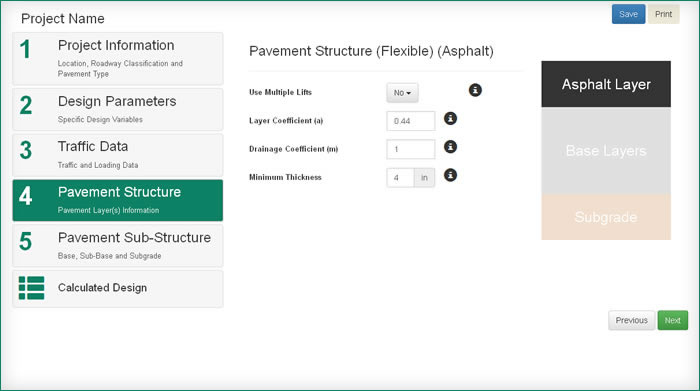 Project Name
Save
Print
1
Project Information
Location, Roadway Classification and
Pavement Type
2
Design Parameters
Specific Design Variables
3
Traffic Data
Traffic and Loading Data
4
Pavement Structure
Pavement Layer(s) Information
5
Pavement Sub-Structure
Base, Sub-Base and Subgrade
Calculated Design
Pavement Structure (Flexible) (Asphalt)
Use Multiple Lifts
No
Layer Coefficient (a)
0.44
Drainage Coefficient (m)
1
Minimum Thickness
4
in
Asphalt Layer
Base Layers
Subgrade
Previous
Next